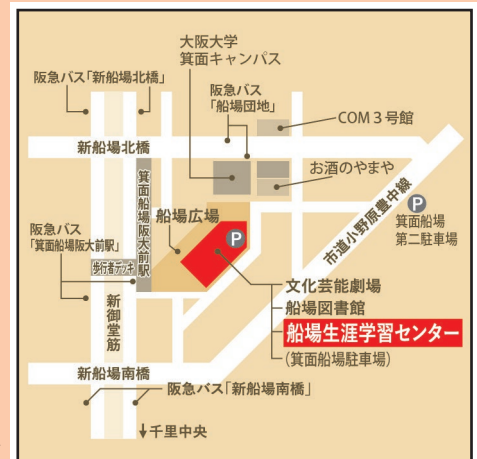 大阪大学
箕面キャンパス
阪急バス「新船場北橋」
阪急バス
「船場団地」
COM3号館
新船場北橋
お酒のやまや
箕面船場阪大前駅
市道小野原豊中線
P
箕面船場
第二駐車場
船場広場
P
阪急バス
「箕面船場阪大前駅」
歩行者デッキ
文化芸能劇場
船場図書館
船場生涯学習センター
(箕面船場駐車場)
新御堂筋
新船場南橋
阪急バス「新船場南橋」
↓千里中央